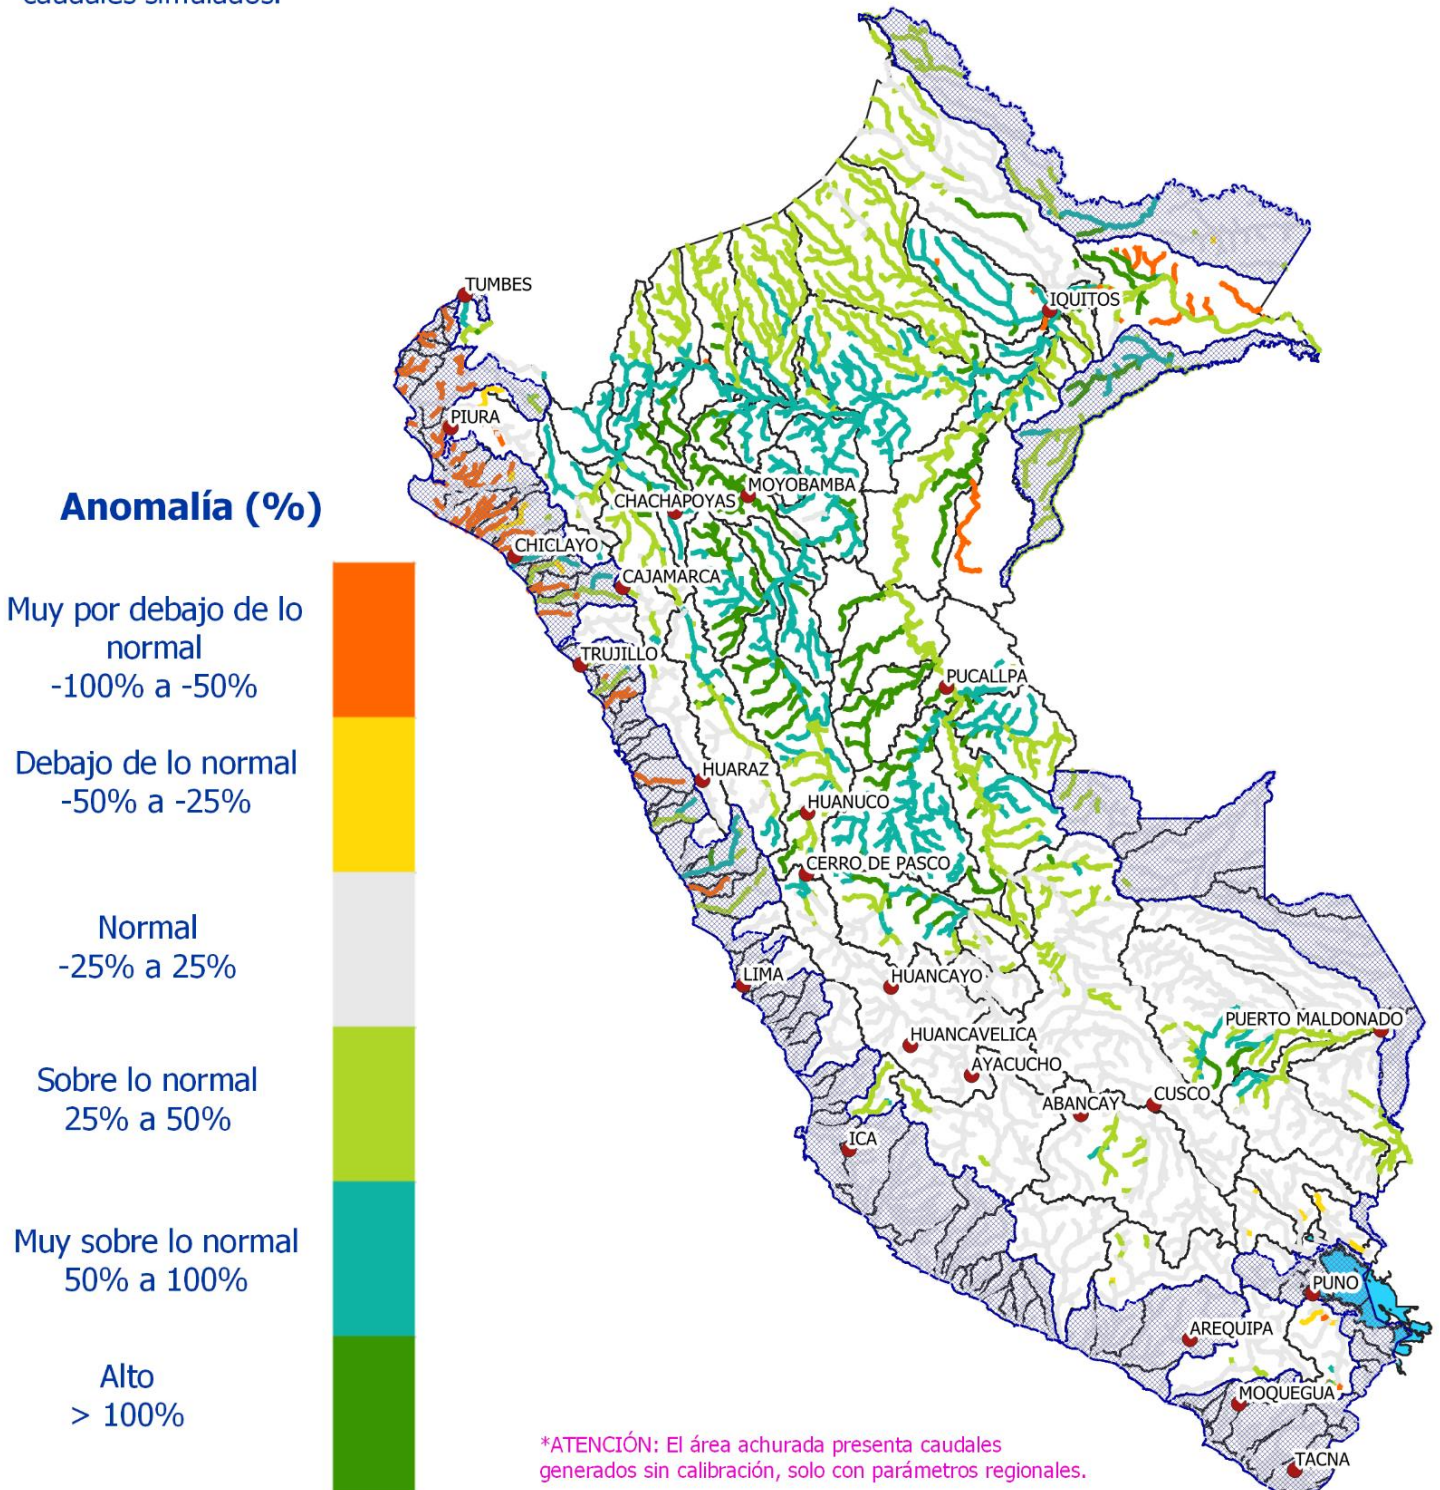 caudales simulados.
TUMBES
IQUITOS
PIURA
MOYOBAMBA
CHACHAPOYAS
Anomalía (%)
CHICLAYO
CAJAMARCA
Muy por debajo de lo
normal
-100% a -50%
TRUJILLO
PUCALLPA
Debajo de lo normal
-50% a -25%
HUARAZ
HUANUCO
CERRO DE PASCO
Normal
-25% a 25%
LIMA
HUANCAYO
PUERTO MALDONADO
HUANCAVELICA
AYACUCHO
Sobre lo normal
25% a 50%
ABANCAY
CUSCO
ICA
Muy sobre lo normal
50% a 100%
PUNO
AREQUIPA
Alto
> 100%
MOQUEGUA
*ATENCIÓN: El área achurada presenta caudales
generados sin calibración, solo con parámetros regionales.
TACNA